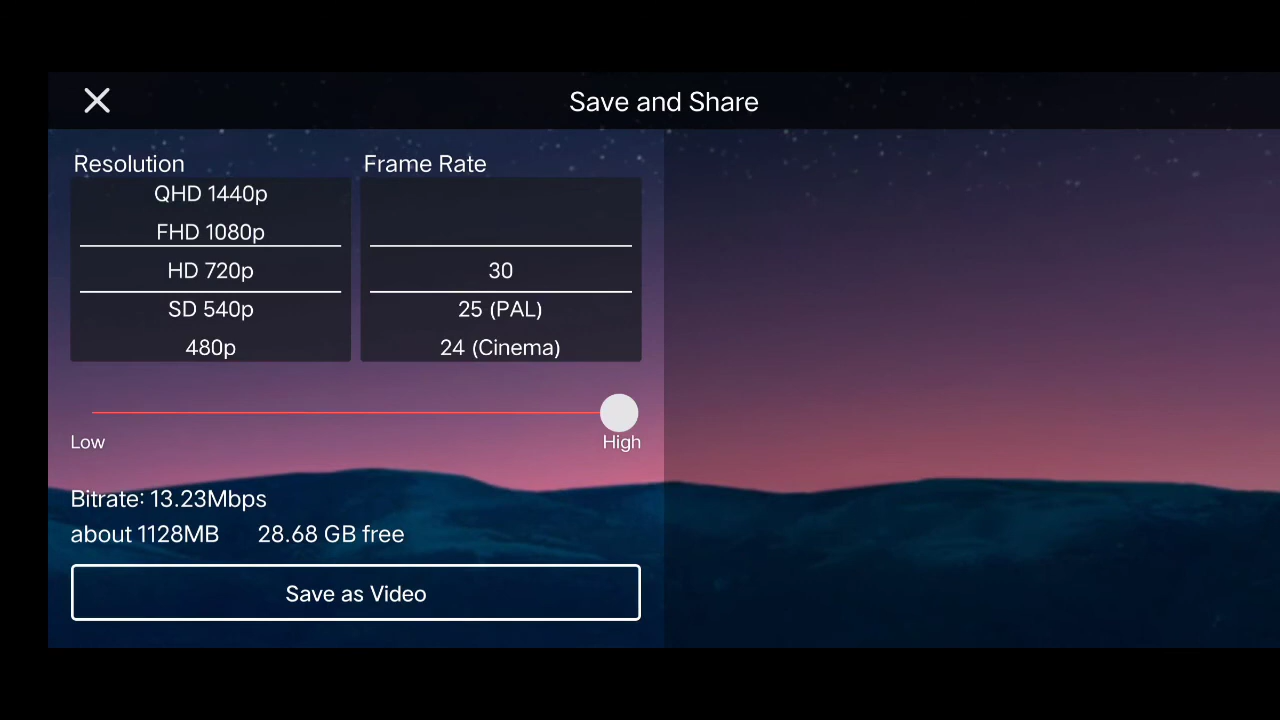 Save and Share
Resolution
Frame Rate
QHD 1440p
FHD 1080p
HD 720p
SD 540p
480p
30
25 (PAL)
24 (Cinema)
Low
High
Bitrate: 13.23Mbps
about 1128MB 28.68 GB free
Save as Video